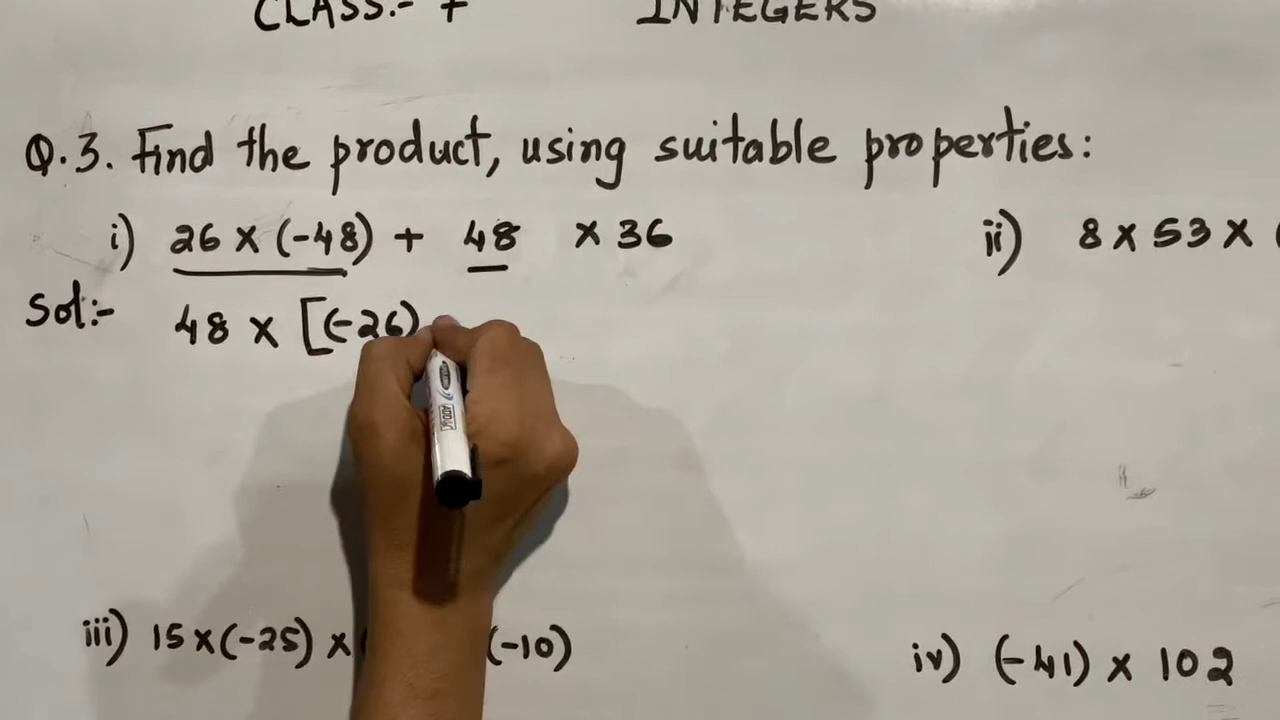 CLASS:- 7 INTEGERS
Q.3. Find the product, using suitable properties:
i) 26 × (-48) + 48 × 36
ii) 8 × 53 × (
Sol:- 48 × [(-26)
iii) 15×(-25) × (-10)
iv) (-41) × 102